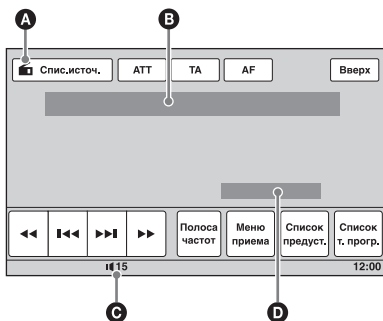 A
B
Спис.источ. ATT TA AF Вверх
Полоса частот
Меню приема
Список предуст.
Список т. прогр.
15 12:00
C
D